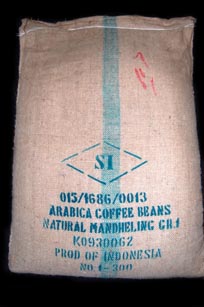 SI
015/1686/0013
ARABICA COFFEE BEANS
NATURAL MANDHELING GR.1
K0930062
PROD OF INDONESIA
NO.1-300